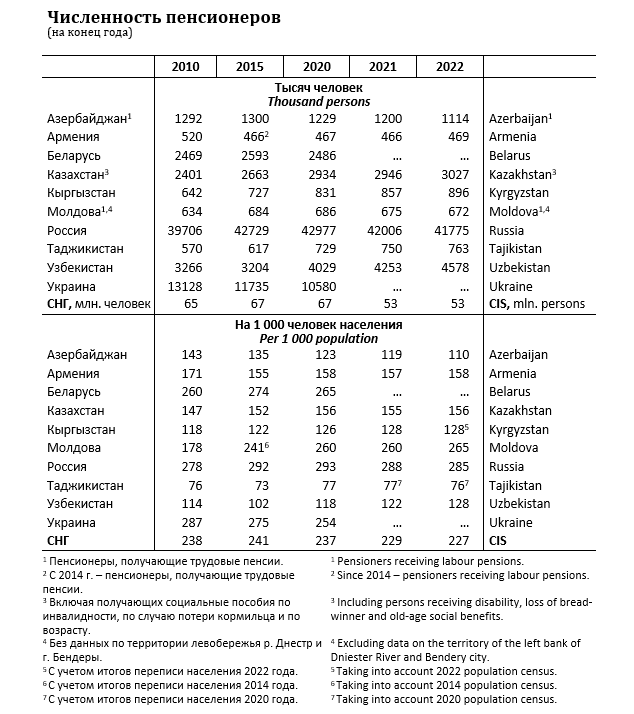 Численность пенсионеров
(на конец года)
2010 2015 2020 2021 2022
Тысяч человек
Thousand persons
Азербайджан¹ 1292 1300 1229 1200 1114 Azerbaijan¹
Армения 520 466² 467 466 469 Armenia
Беларусь 2469 2593 2486 ... ... Belarus
Казахстан³ 2401 2663 2934 2946 3027 Kazakhstan³
Кыргызстан 642 727 831 857 896 Kyrgyzstan
Молдова¹,⁴ 634 684 686 675 672 Moldova¹,⁴
Россия 39706 42729 42977 42006 41775 Russia
Таджикистан 570 617 729 750 763 Tajikistan
Узбекистан 3266 3204 4029 4253 4578 Uzbekistan
Украина 13128 11735 10580 ... ... Ukraine
СНГ, млн. человек 65 67 67 53 53 CIS, mln. persons
На 1 000 человек населения
Per 1 000 population
Азербайджан 143 135 123 119 110 Azerbaijan
Армения 171 155 158 157 158 Armenia
Беларусь 260 274 265 ... ... Belarus
Казахстан 147 152 156 155 156 Kazakhstan
Кыргызстан 118 122 126 128 128⁵ Kyrgyzstan
Молдова 178 241⁶ 260 260 265 Moldova
Россия 278 292 293 288 285 Russia
Таджикистан 76 73 77 77⁷ 76⁷ Tajikistan
Узбекистан 114 102 118 122 128 Uzbekistan
Украина 287 275 254 ... ... Ukraine
СНГ 238 241 237 229 227 CIS
¹ Пенсионеры, получающие трудовые пенсии.
² С 2014 г. – пенсионеры, получающие трудовые
пенсии.
³ Включая получающих социальные пособия по
инвалидности, по случаю потери кормильца и по
возрасту.
⁴ Без данных по территории левобережья р. Днестр и
г. Бендеры.
⁵ С учетом итогов переписи населения 2022 года.
⁶ С учетом итогов переписи населения 2014 года.
⁷ С учетом итогов переписи населения 2020 года.
¹ Pensioners receiving labour pensions.
² Since 2014 – pensioners receiving labour pensions.
³ Including persons receiving disability, loss of bread-
winner and old-age social benefits.
⁴ Excluding data on the territory of the left bank of
Dniester River and Bendery city.
⁵ Taking into account 2022 population census.
⁶ Taking into account 2014 population census.
⁷ Taking into account 2020 population census.